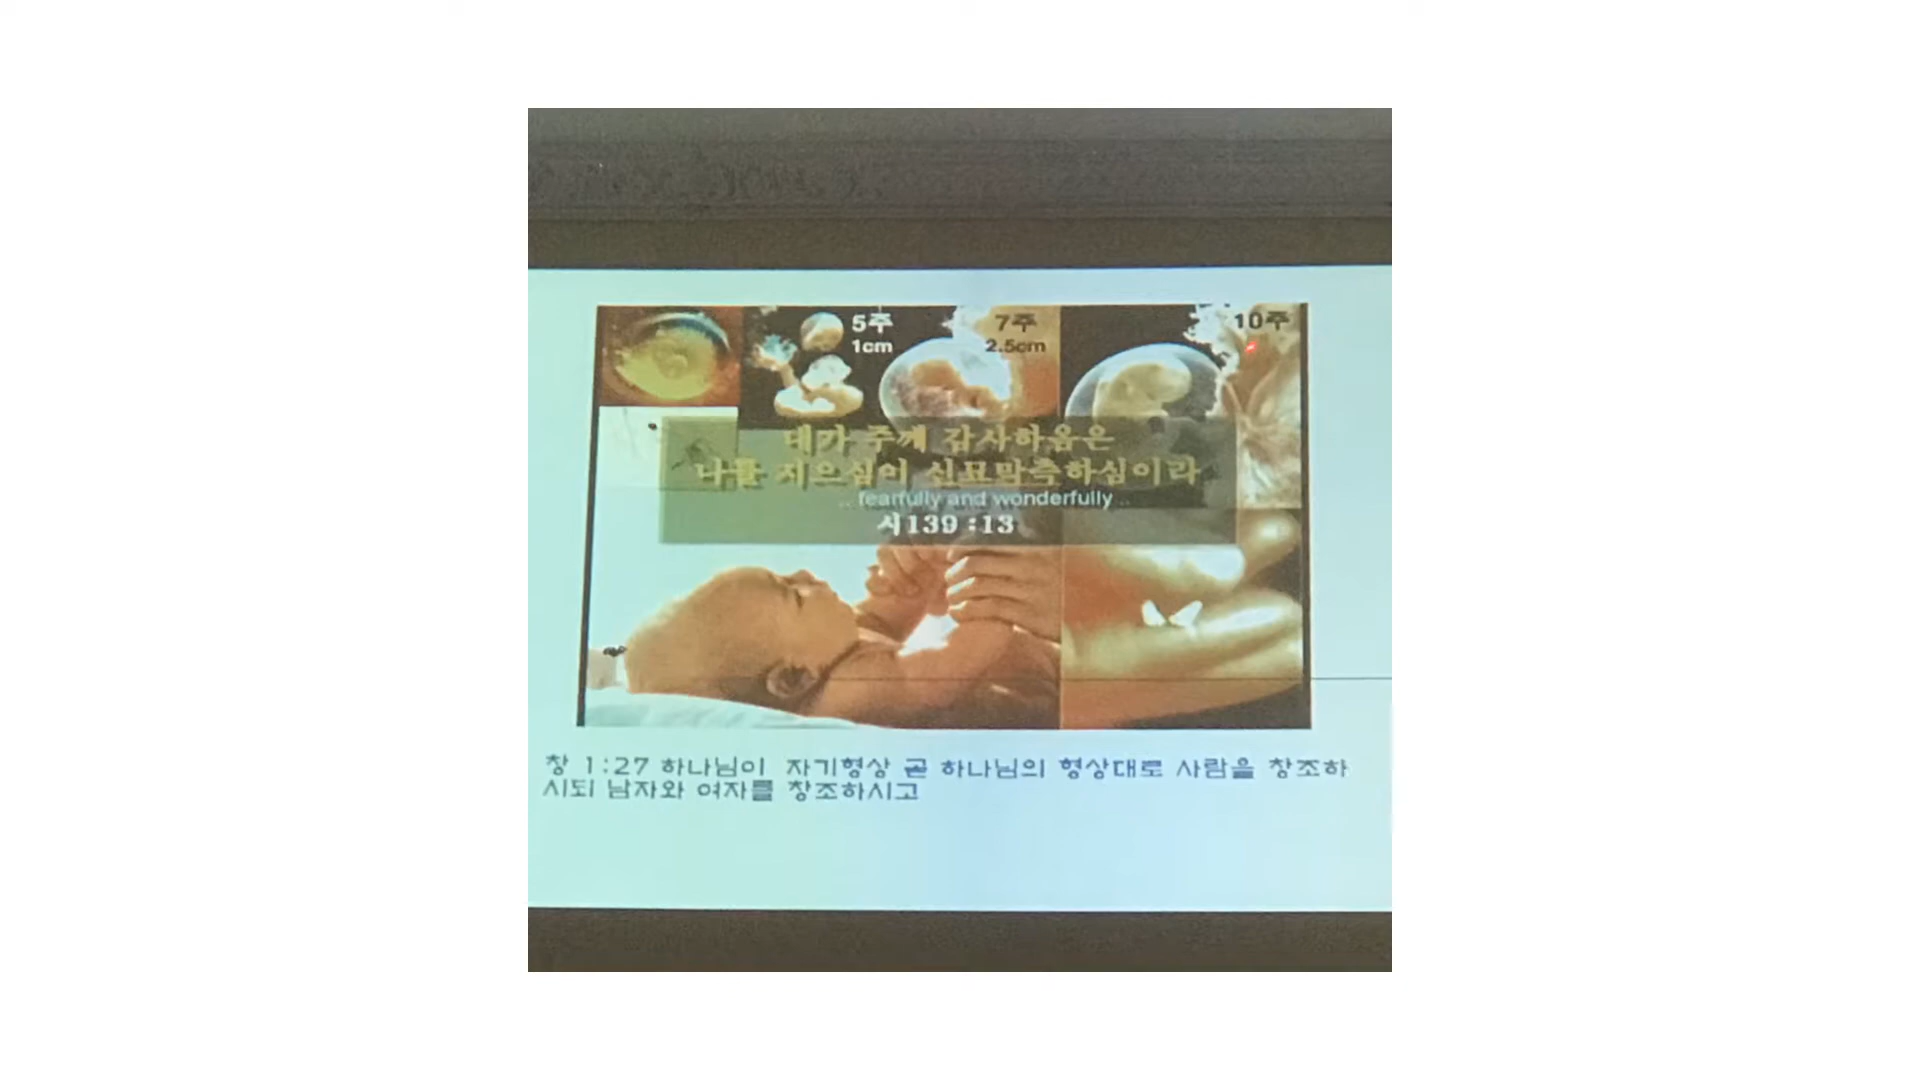 5주
1cm
7주
2.5cm
10주
내가 주께 감사하옴은
나를 지으심이 신묘막측하심이라
.. fearfully and wonderfully ..
시139 :13
창 1:27 하나님이 자기형상 곧 하나님의 형상대로 사람을 창조하
시되 남자와 여자를 창조하시고